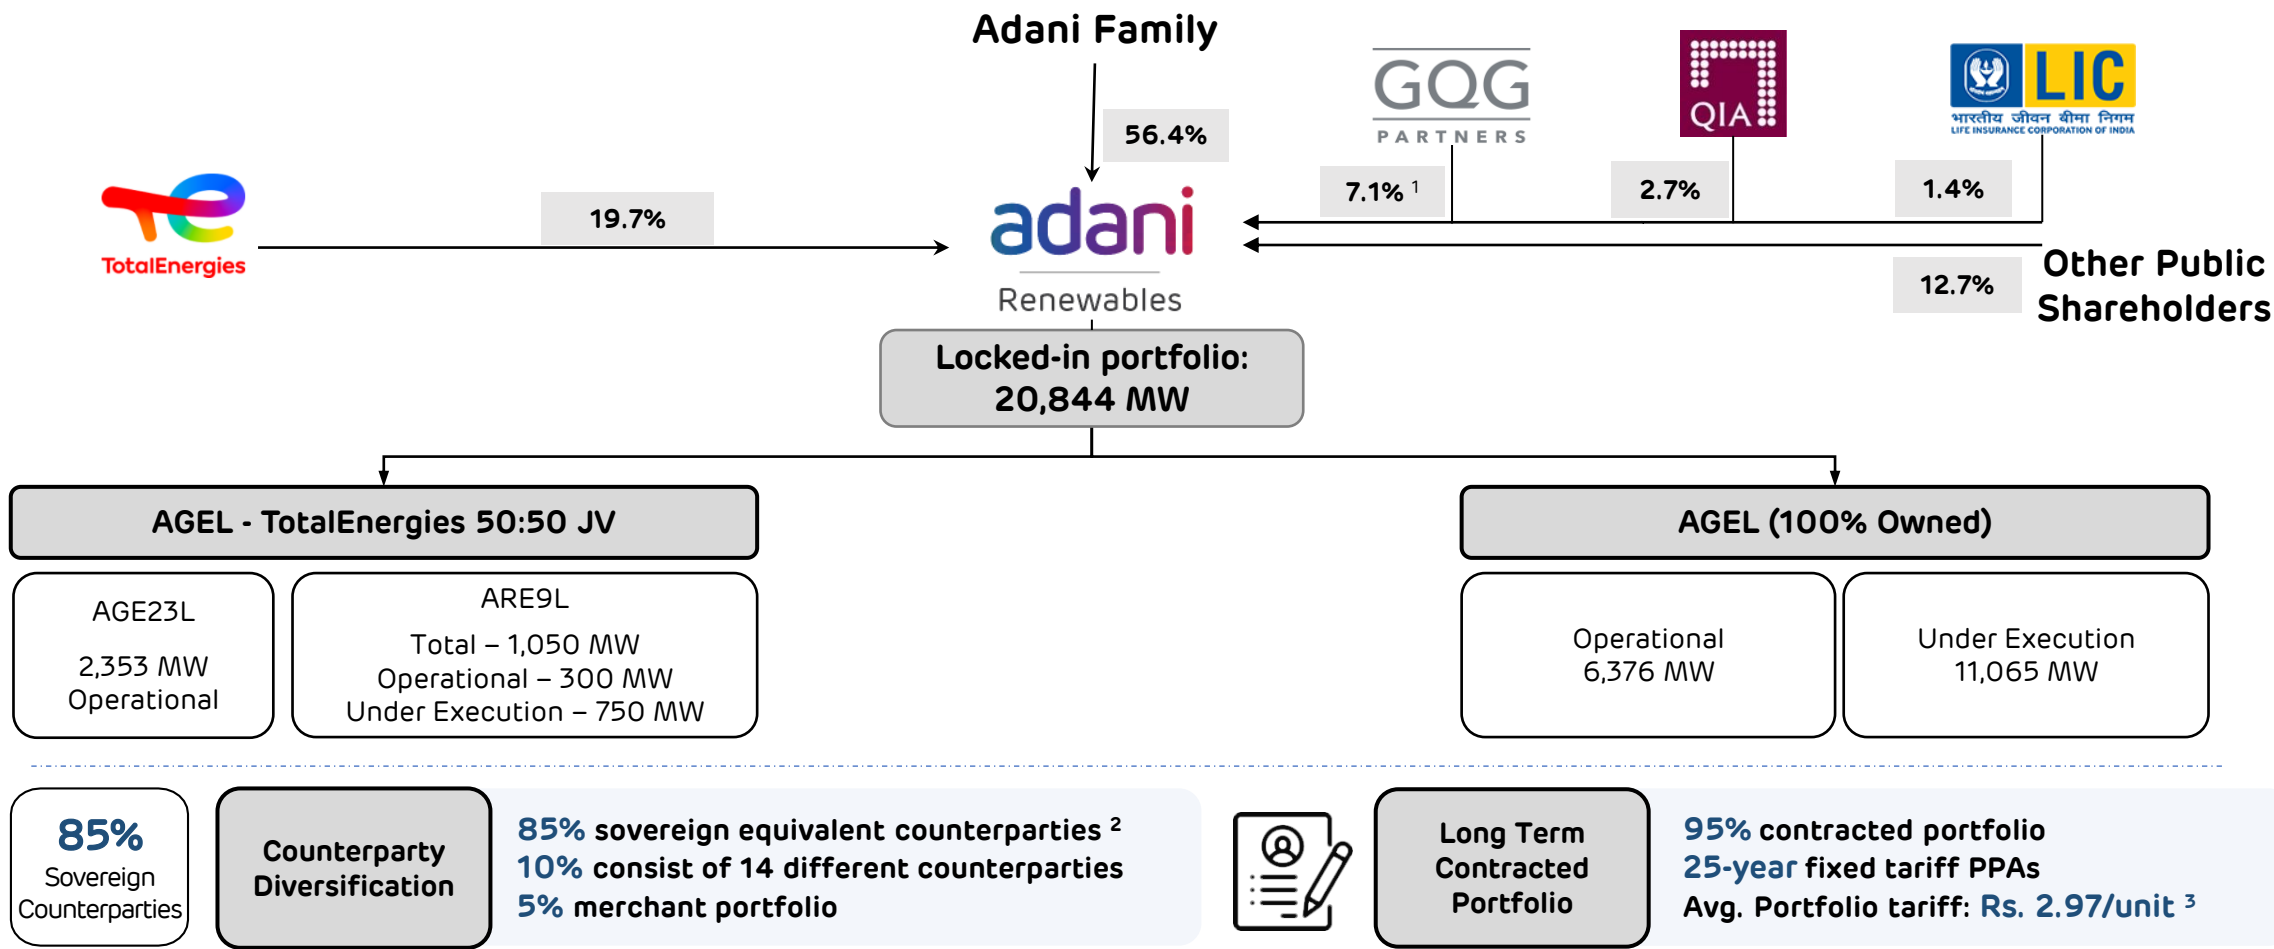 Adani Family
GQG
PARTNERS
QIA
LIC
भारतीय जीवन बीमा निगम
LIFE INSURANCE CORPORATION OF INDIA
56.4%
7.1% 1
2.7%
1.4%
TotalEnergies
19.7%
adani
Renewables
Other Public
Shareholders
12.7%
Locked-in portfolio:
20,844 MW
AGEL - TotalEnergies 50:50 JV
AGEL (100% Owned)
AGE23L
2,353 MW
Operational
ARE9L
Total – 1,050 MW
Operational – 300 MW
Under Execution – 750 MW
Operational
6,376 MW
Under Execution
11,065 MW
85%
Sovereign
Counterparties
Counterparty
Diversification
85% sovereign equivalent counterparties 2
10% consist of 14 different counterparties
5% merchant portfolio
Long Term
Contracted
Portfolio
95% contracted portfolio
25-year fixed tariff PPAs
Avg. Portfolio tariff: Rs. 2.97/unit 3